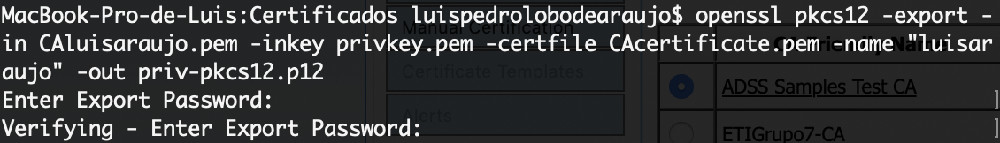 MacBook-Pro-de-Luis:Certificados luispedrolobodearaujo$ openssl pkcs12 -export -
in CAluisaraujo.pem -inkey privkey.pem -certfile CAcertificate.pem -name "luisar
aujo" -out priv-pkcs12.p12
Enter Export Password:
Verifying - Enter Export Password:
Manual Certification
Certificate Templates
Alerts
ADSS Samples Test CA
ETIGrupo7-CA